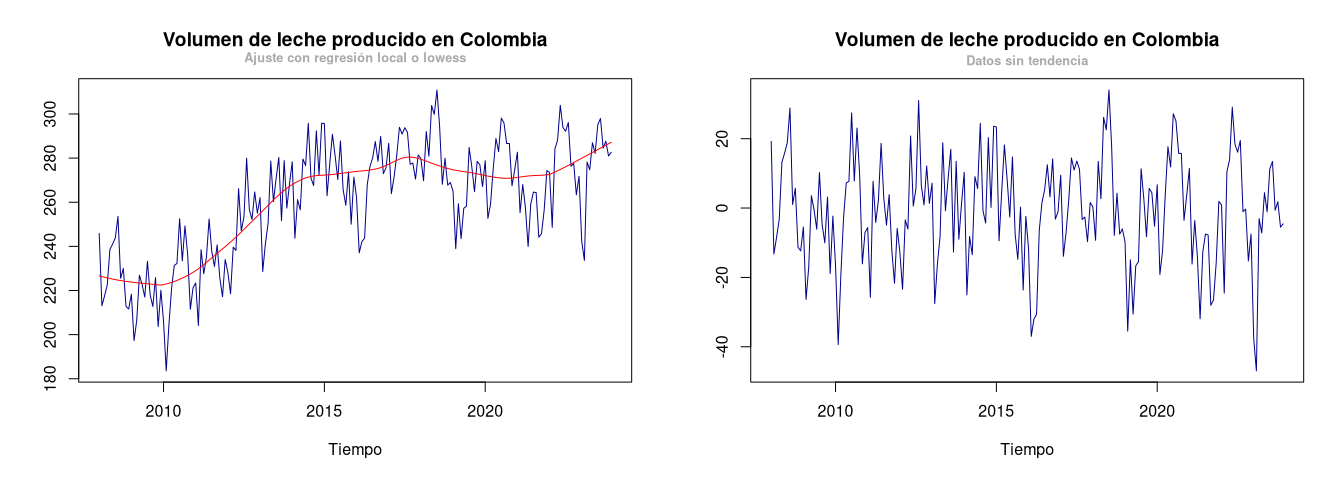 Volumen de leche producido en Colombia
Ajuste con regresión local o lowess
300
280
260
240
220
200
180
2010 2015 2020
Tiempo
Volumen de leche producido en Colombia
Datos sin tendencia
20
0
-20
-40
2010 2015 2020
Tiempo